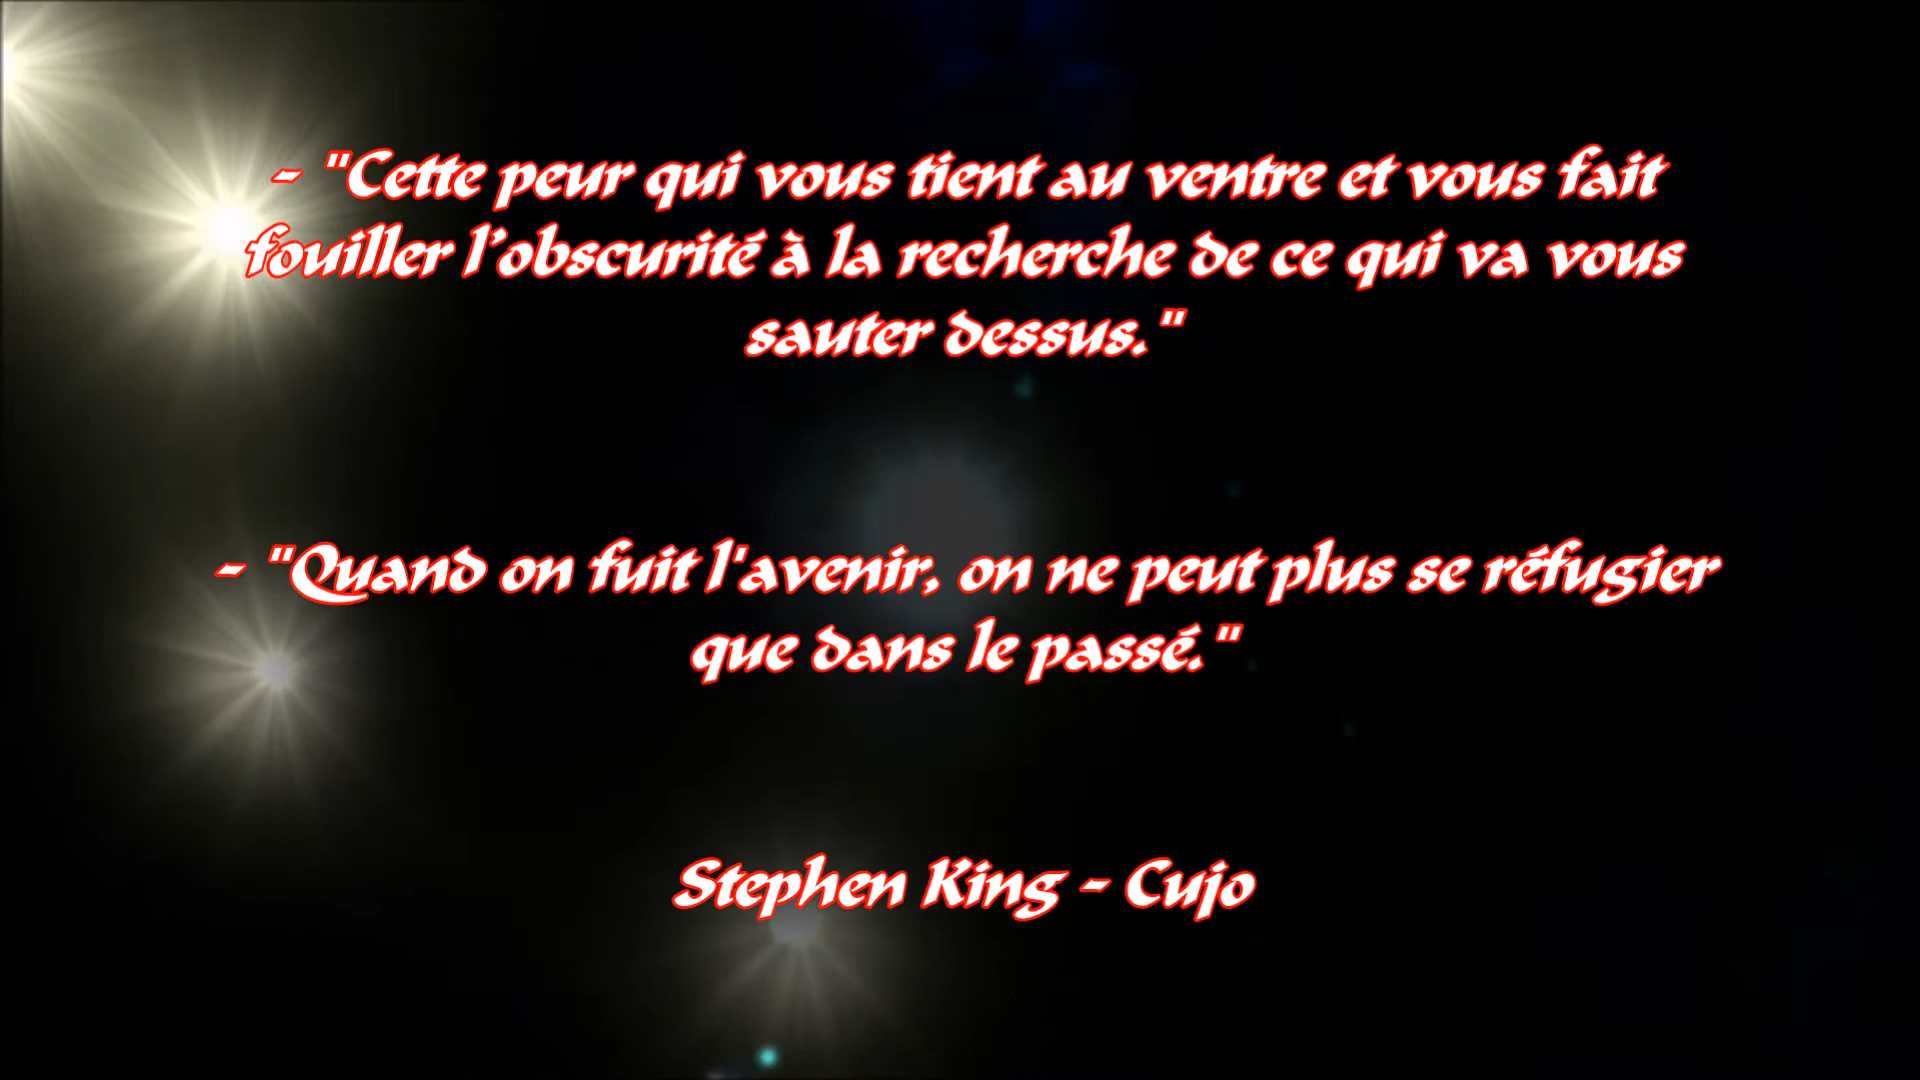 - "Cette peur qui vous tient au ventre et vous fait
fouiller l’obscurité à la recherche de ce qui va vous
sauter dessus."
- "Quand on fuit l'avenir, on ne peut plus se réfugier
que dans le passé."
Stephen King - Cujo